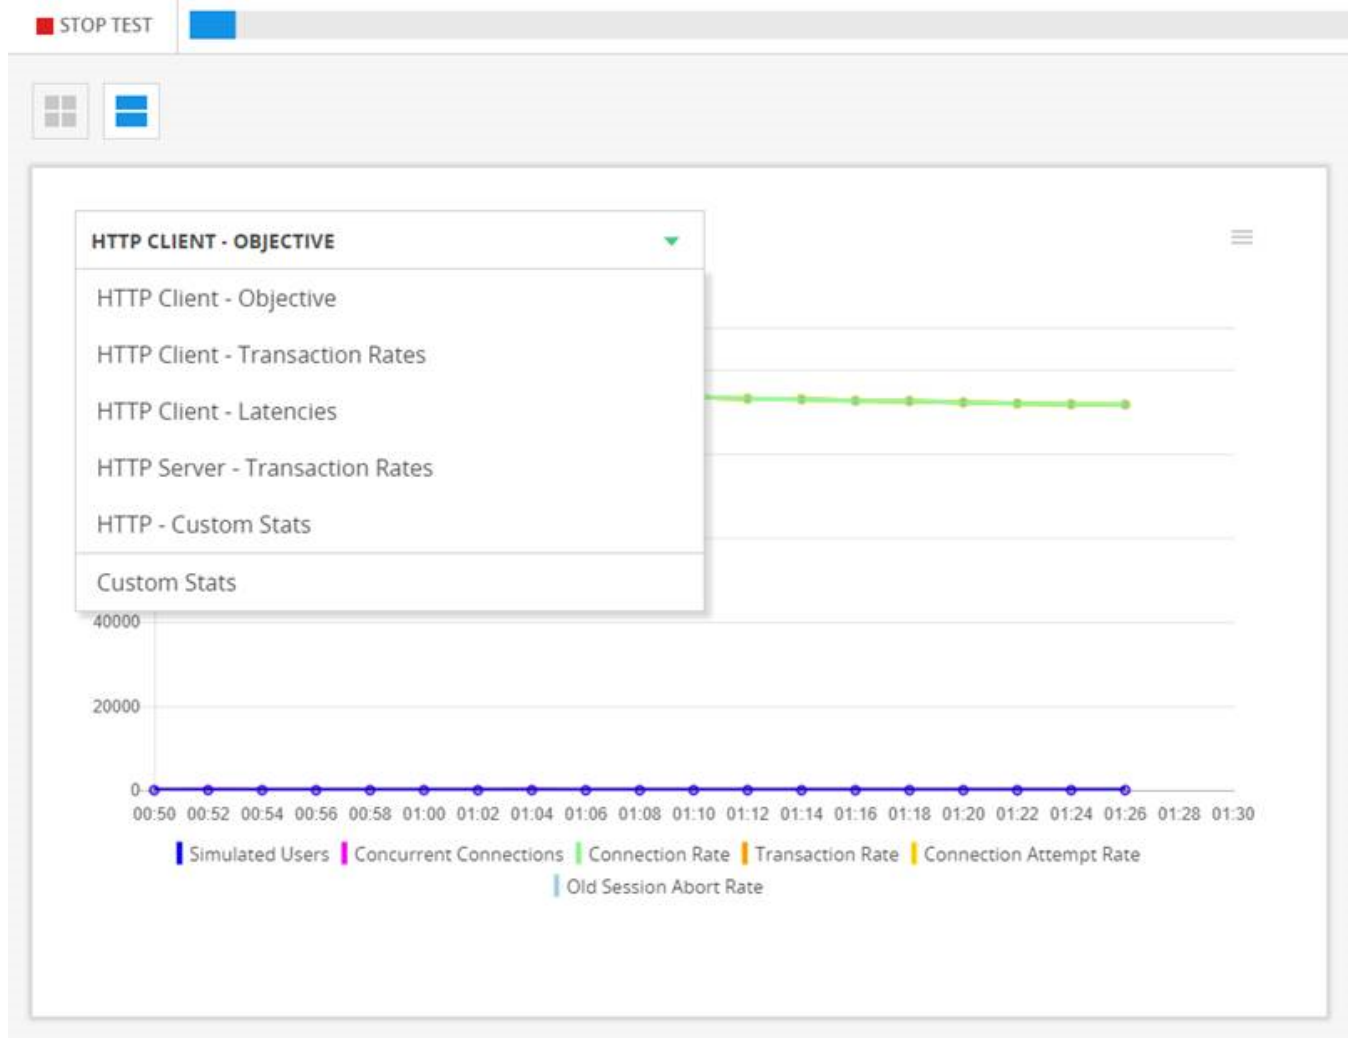 STOP TEST
HTTP CLIENT - OBJECTIVE
HTTP Client - Objective
HTTP Client - Transaction Rates
HTTP Client - Latencies
HTTP Server - Transaction Rates
HTTP - Custom Stats
Custom Stats
40000
20000
0
00:50 00:52 00:54 00:56 00:58 01:00 01:02 01:04 01:06 01:08 01:10 01:12 01:14 01:16 01:18 01:20 01:22 01:24 01:26 01:28 01:30
Simulated Users Concurrent Connections Connection Rate Transaction Rate Connection Attempt Rate
Old Session Abort Rate